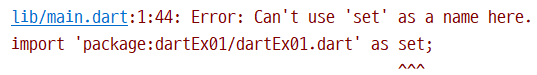 lib/main.dart:1:44: Error: Can't use 'set' as a name here.
import 'package:dartEx01/dartEx01.dart' as set;
^^^